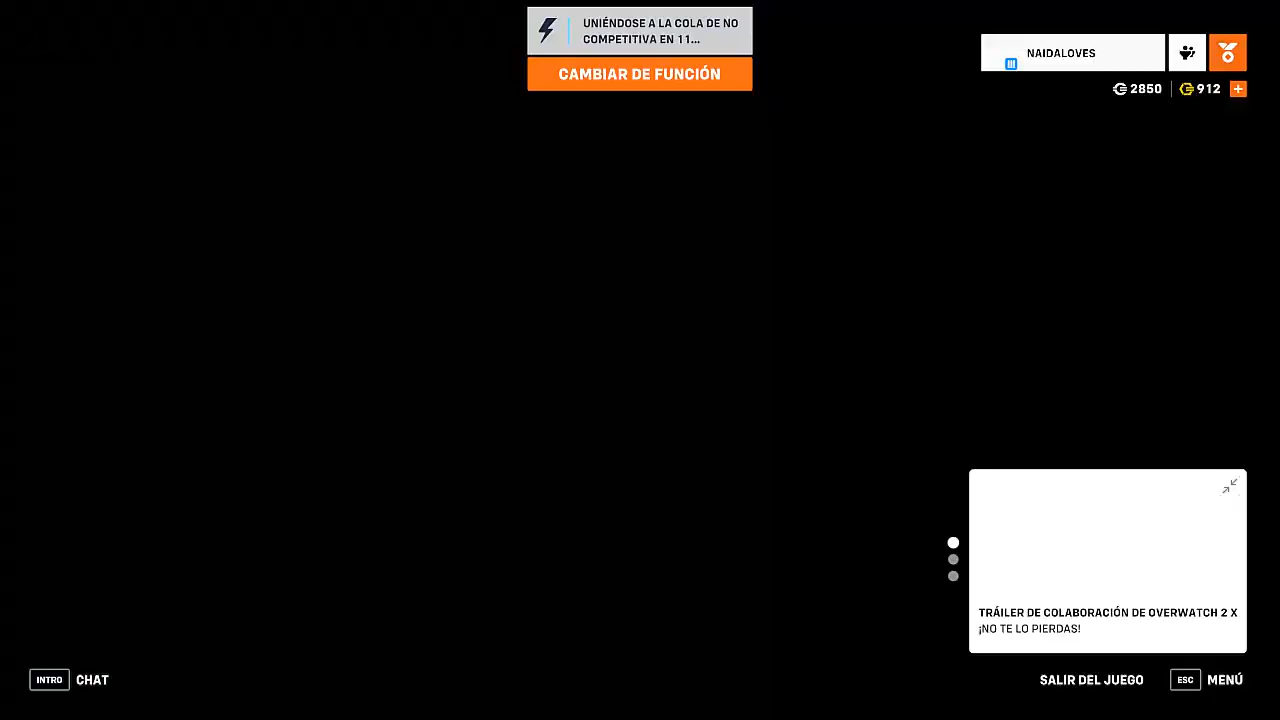 UNIÉNDOSE A LA COLA DE NO
COMPETITIVA EN 11...
CAMBIAR DE FUNCIÓN
NAIDALOVES
2850
912
TRÁILER DE COLABORACIÓN DE OVERWATCH 2 X
¡NO TE LO PIERDAS!
INTRO CHAT
SALIR DEL JUEGO
ESC MENÚ